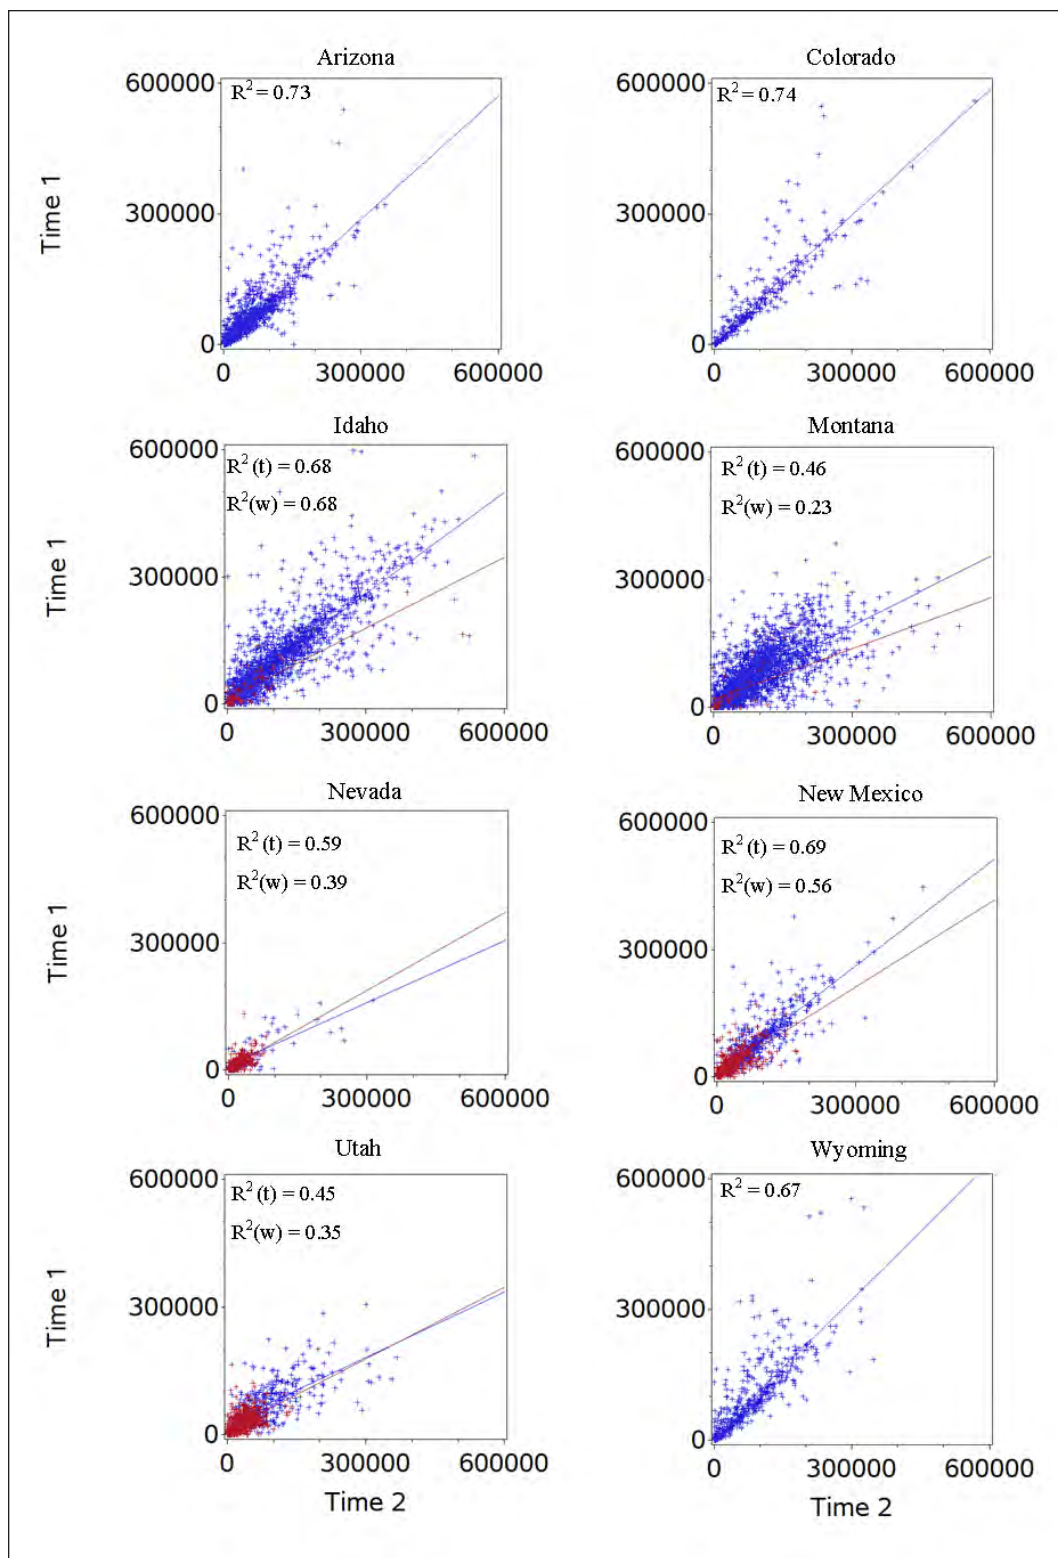 Arizona
R² = 0.73
600000
300000
0
0 300000 600000
Time 1
Colorado
R² = 0.74
600000
300000
0
0 300000 600000
Idaho
R² (t) = 0.68
R²(w) = 0.68
600000
300000
0
0 300000 600000
Time 1
Montana
R² (t) = 0.46
R²(w) = 0.23
600000
300000
0
0 300000 600000
Nevada
R² (t) = 0.59
R²(w) = 0.39
600000
300000
0
0 300000 600000
Time 1
New Mexico
R² (t) = 0.69
R²(w) = 0.56
600000
300000
0
0 300000 600000
Utah
R² (t) = 0.45
R²(w) = 0.35
600000
300000
0
0 300000 600000
Time 1
Time 2
Wyoming
R² = 0.67
600000
300000
0
0 300000 600000
Time 2